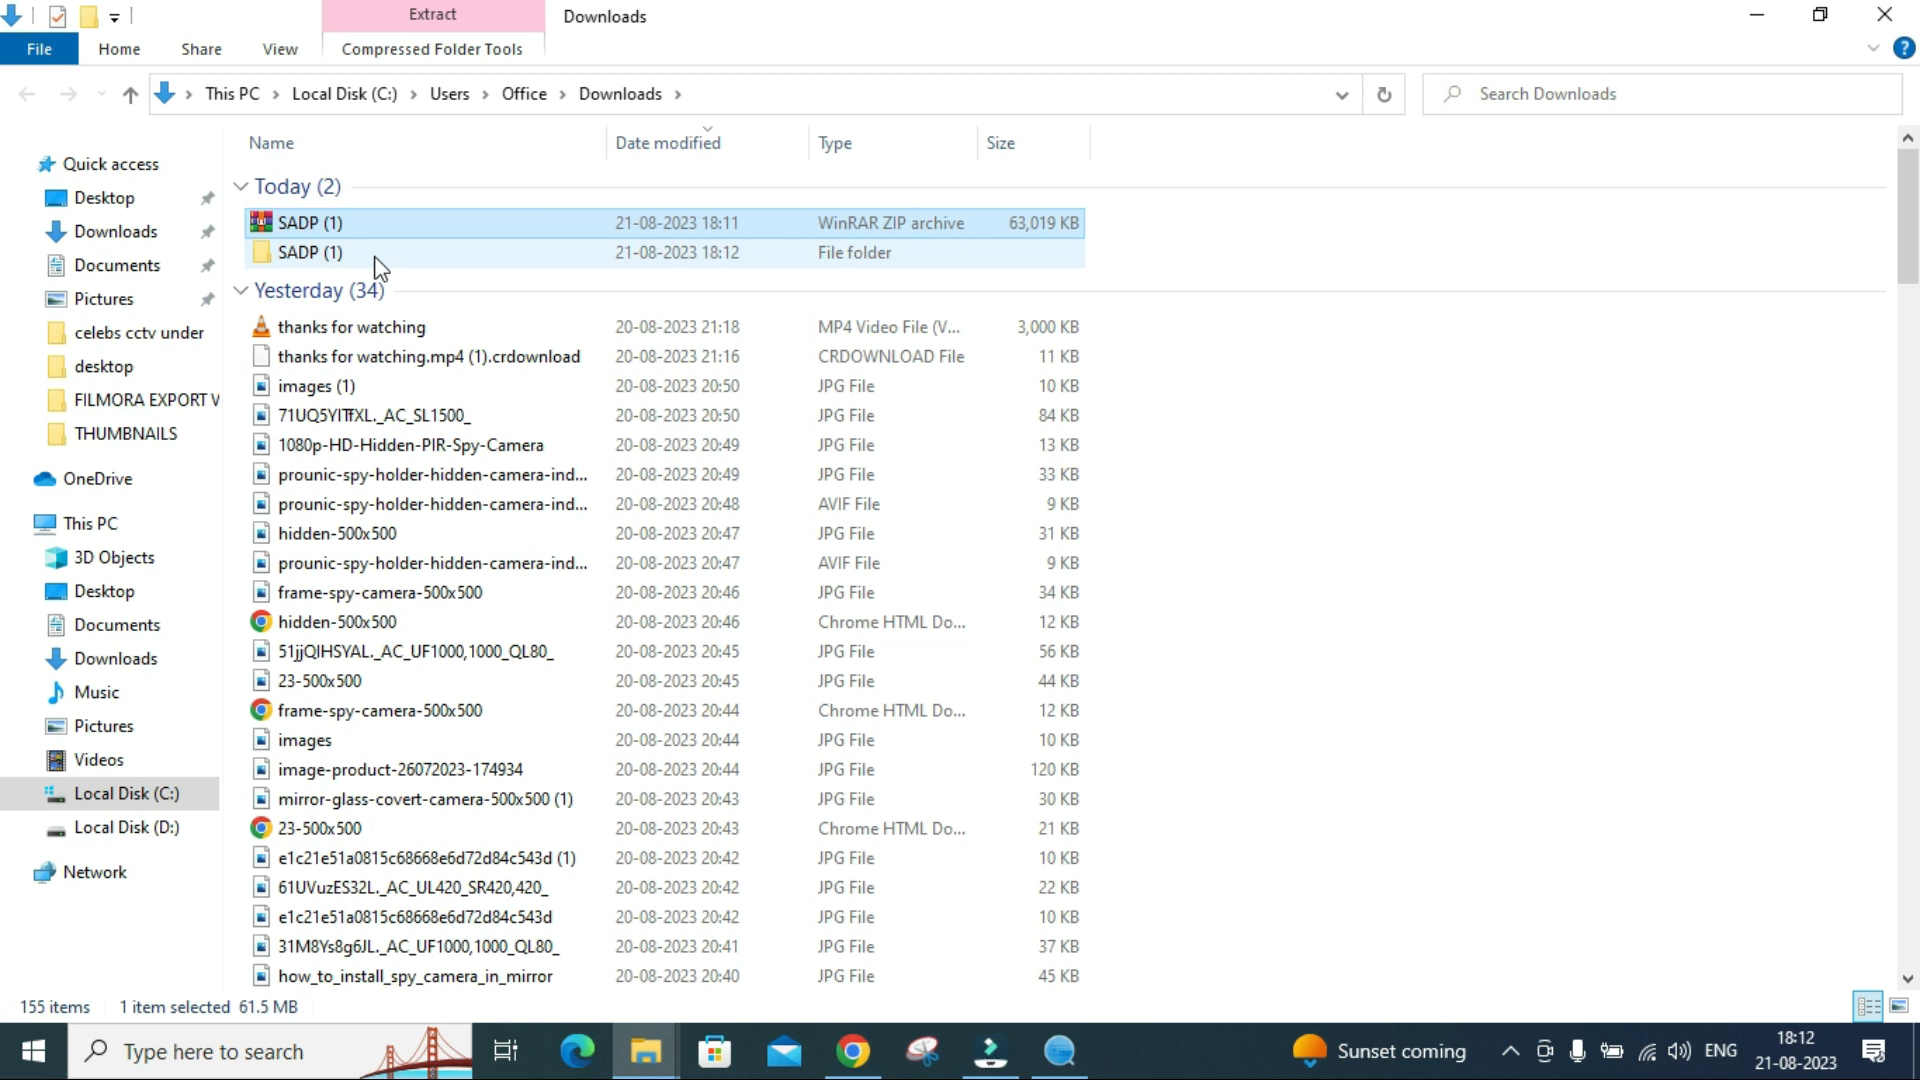 Extract
Downloads
File
Home
Share
View
Compressed Folder Tools
This PC
Local Disk (C:)
Users
Office
Downloads
Search Downloads
Name
Date modified
Type
Size
Quick access
Desktop
Downloads
Documents
Pictures
celebs cctv under
desktop
FILMORA EXPORT V
THUMBNAILS
OneDrive
This PC
3D Objects
Desktop
Documents
Downloads
Music
Pictures
Videos
Local Disk (C:)
Local Disk (D:)
Network
Today (2)
SADP (1) 21-08-2023 18:11 WinRAR ZIP archive 63,019 KB
SADP (1) 21-08-2023 18:12 File folder
Yesterday (34)
thanks for watching 20-08-2023 21:18 MP4 Video File (V... 3,000 KB
thanks for watching.mp4 (1).crdownload 20-08-2023 21:16 CRDOWNLOAD File 11 KB
images (1) 20-08-2023 20:50 JPG File 10 KB
20-08-2023 20:50 JPG File 84 KB
1080p-HD-Hidden-PIR-Spy-Camera 20-08-2023 20:49 JPG File 13 KB
prounic-spy-holder-hidden-camera-ind... 20-08-2023 20:49 JPG File 33 KB
prounic-spy-holder-hidden-camera-ind... 20-08-2023 20:48 AVIF File 9 KB
hidden-500x500 20-08-2023 20:47 JPG File 31 KB
prounic-spy-holder-hidden-camera-ind... 20-08-2023 20:47 AVIF File 9 KB
frame-spy-camera-500x500 20-08-2023 20:46 JPG File 34 KB
hidden-500x500 20-08-2023 20:46 Chrome HTML Do... 12 KB
51jjQIHSYAL._AC_UF1000,1000_QL80_ 20-08-2023 20:45 JPG File 56 KB
23-500x500 20-08-2023 20:45 JPG File 44 KB
frame-spy-camera-500x500 20-08-2023 20:44 Chrome HTML Do... 12 KB
images 20-08-2023 20:44 JPG File 10 KB
image-product-26072023-174934 20-08-2023 20:44 JPG File 120 KB
mirror-glass-covert-camera-500x500 (1) 20-08-2023 20:43 JPG File 30 KB
23-500x500 20-08-2023 20:43 Chrome HTML Do... 21 KB
e1c21e51a0815c68668e6d72d84c543d (1) 20-08-2023 20:42 JPG File 10 KB
61UVuzES32L._AC_UL420_SR420,420_ 20-08-2023 20:42 JPG File 22 KB
e1c21e51a0815c68668e6d72d84c543d 20-08-2023 20:42 JPG File 10 KB
31M8Ys8g6JL._AC_UF1000,1000_QL80_ 20-08-2023 20:41 JPG File 37 KB
how_to_install_spy_camera_in_mirror 20-08-2023 20:40 JPG File 45 KB
155 items 1 item selected 61.5 MB
Type here to search
Sunset coming
ENG
18:12
21-08-2023